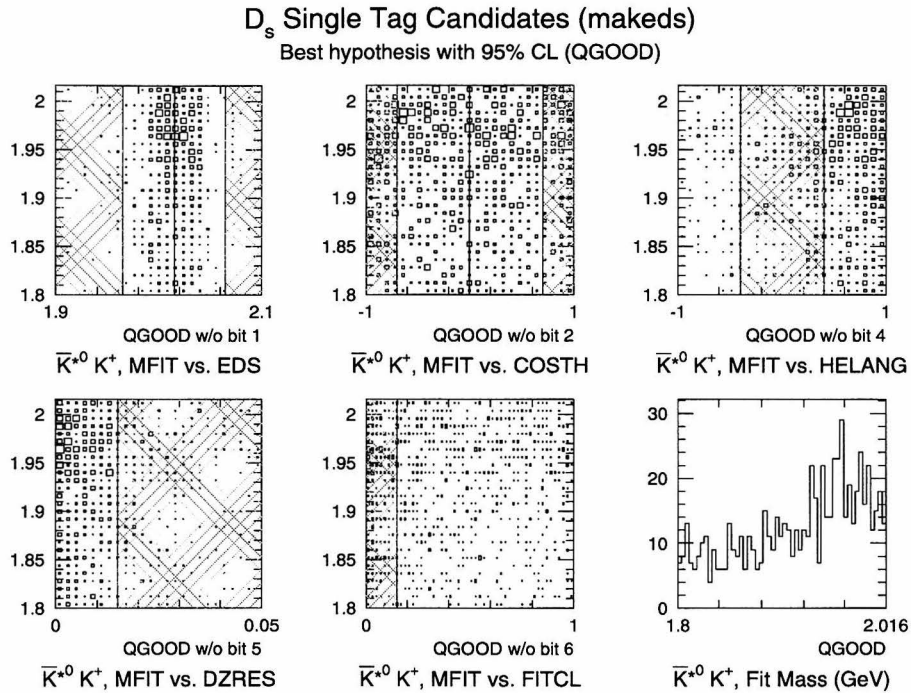 D_s Single Tag Candidates (makeds)
Best hypothesis with 95% CL (QGOOD)
2
1.95
1.9
1.85
1.8
1.9
2.1
QGOOD w/o bit 1
K̅*⁰ K⁺, MFIT vs. EDS
2
1.95
1.9
1.85
1.8
-1
1
QGOOD w/o bit 2
K̅*⁰ K⁺, MFIT vs. COSTH
2
1.95
1.9
1.85
1.8
-1
1
QGOOD w/o bit 4
K̅*⁰ K⁺, MFIT vs. HELANG
2
1.95
1.9
1.85
1.8
0
0.05
QGOOD w/o bit 5
K̅*⁰ K⁺, MFIT vs. DZRES
2
1.95
1.9
1.85
1.8
0
1
QGOOD w/o bit 6
K̅*⁰ K⁺, MFIT vs. FITCL
30
20
10
0
1.8
2.016
QGOOD
K̅*⁰ K⁺, Fit Mass (GeV)